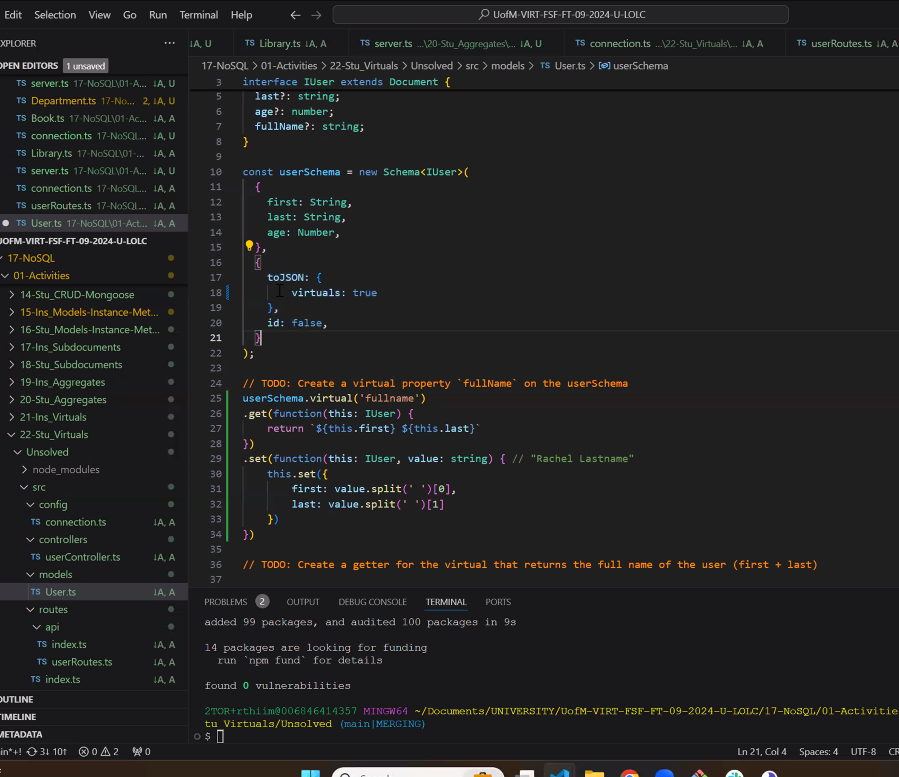 Edit Selection View Go Run Terminal Help
UofM-VIRT-FSF-FT-09-2024-U-LOLC
XPLORER
A, U
TS Library.ts ↓A, A
TS server.ts ...\20-Stu_Aggregates\... ↓A, U
TS connection.ts ...\22-Stu_Virtuals\... ↓A, A
TS userRoutes.ts ↓A, A
OPEN EDITORS 1 unsaved
TS server.ts 17-NoSQL\01-A... ↓A, U
TS Department.ts 17-No... 2, ↓A, U
TS Book.ts 17-NoSQL\01-Ac... ↓A, A
TS connection.ts 17-NoSQL... ↓A, U
TS Library.ts 17-NoSQL\01-... ↓A, A
TS server.ts 17-NoSQL\01-A... ↓A, U
TS connection.ts 17-NoSQL... ↓A, A
TS userRoutes.ts 17-NoSQL... ↓A, A
TS User.ts 17-NoSQL\01-Act... ↓A, A
UOFM-VIRT-FSF-FT-09-2024-U-LOLC
17-NoSQL
01-Activities
14-Stu_CRUD-Mongoose
15-Ins_Models-Instance-Met...
16-Stu_Models-Instance-Met...
17-Ins_Subdocuments
18-Stu_Subdocuments
19-Ins_Aggregates
20-Stu_Aggregates
21-Ins_Virtuals
22-Stu_Virtuals
Unsolved
node_modules
src
config
TS connection.ts ↓A, A
controllers
TS userController.ts ↓A, A
models
TS User.ts ↓A, A
routes
api
TS index.ts ↓A, A
TS userRoutes.ts ↓A, A
TS index.ts ↓A, A
OUTLINE
TIMELINE
METADATA
17-NoSQL > 01-Activities > 22-Stu_Virtuals > Unsolved > src > models > TS User.ts > userSchema
3 interface IUser extends Document {
5 last?: string;
6 age?: number;
7 fullName?: string;
8 }
9
10 const userSchema = new Schema<IUser>(
11 {
12 first: String,
13 last: String,
14 age: Number,
15 },
16 {
17 toJSON: {
18 virtuals: true
19 },
20 id: false,
21 }
22 );
23
24 // TODO: Create a virtual property `fullName` on the userSchema
25 userSchema.virtual('fullname')
26 .get(function(this: IUser) {
27 return `${this.first} ${this.last}`
28 })
29 .set(function(this: IUser, value: string) { // "Rachel Lastname"
30 this.set({
31 first: value.split(' ')[0],
32 last: value.split(' ')[1]
33 })
34 })
35
36 // TODO: Create a getter for the virtual that returns the full name of the user (first + last)
37
PROBLEMS 2 OUTPUT DEBUG CONSOLE TERMINAL PORTS
added 99 packages, and audited 100 packages in 9s
14 packages are looking for funding
run `npm fund` for details
found 0 vulnerabilities
2TOR+rthiim@006846414357 MINGW64 ~/Documents/UNIVERSITY/UofM-VIRT-FSF-FT-09-2024-U-LOLC/17-NoSQL/01-Activitie
tu_Virtuals/Unsolved (main|MERGING)
$
in*+! 3↓ 10↑ 0 2 0
Ln 21, Col 4 Spaces: 4 UTF-8 CR